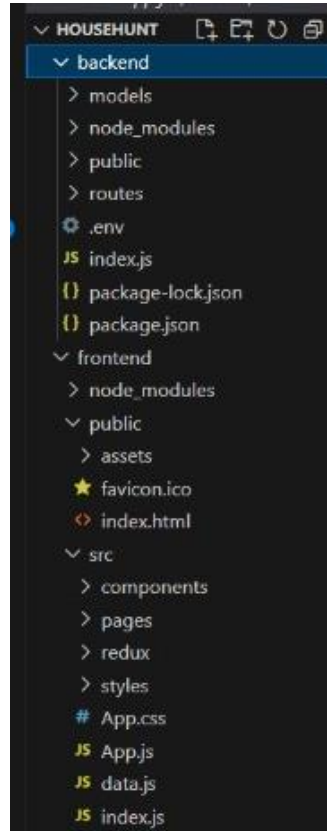 HOUSEHUNT
backend
models
node_modules
public
routes
.env
JS index.js
{} package-lock.json
{} package.json
frontend
node_modules
public
assets
favicon.ico
<> index.html
src
components
pages
redux
styles
# App.css
JS App.js
JS data.js
JS index.js